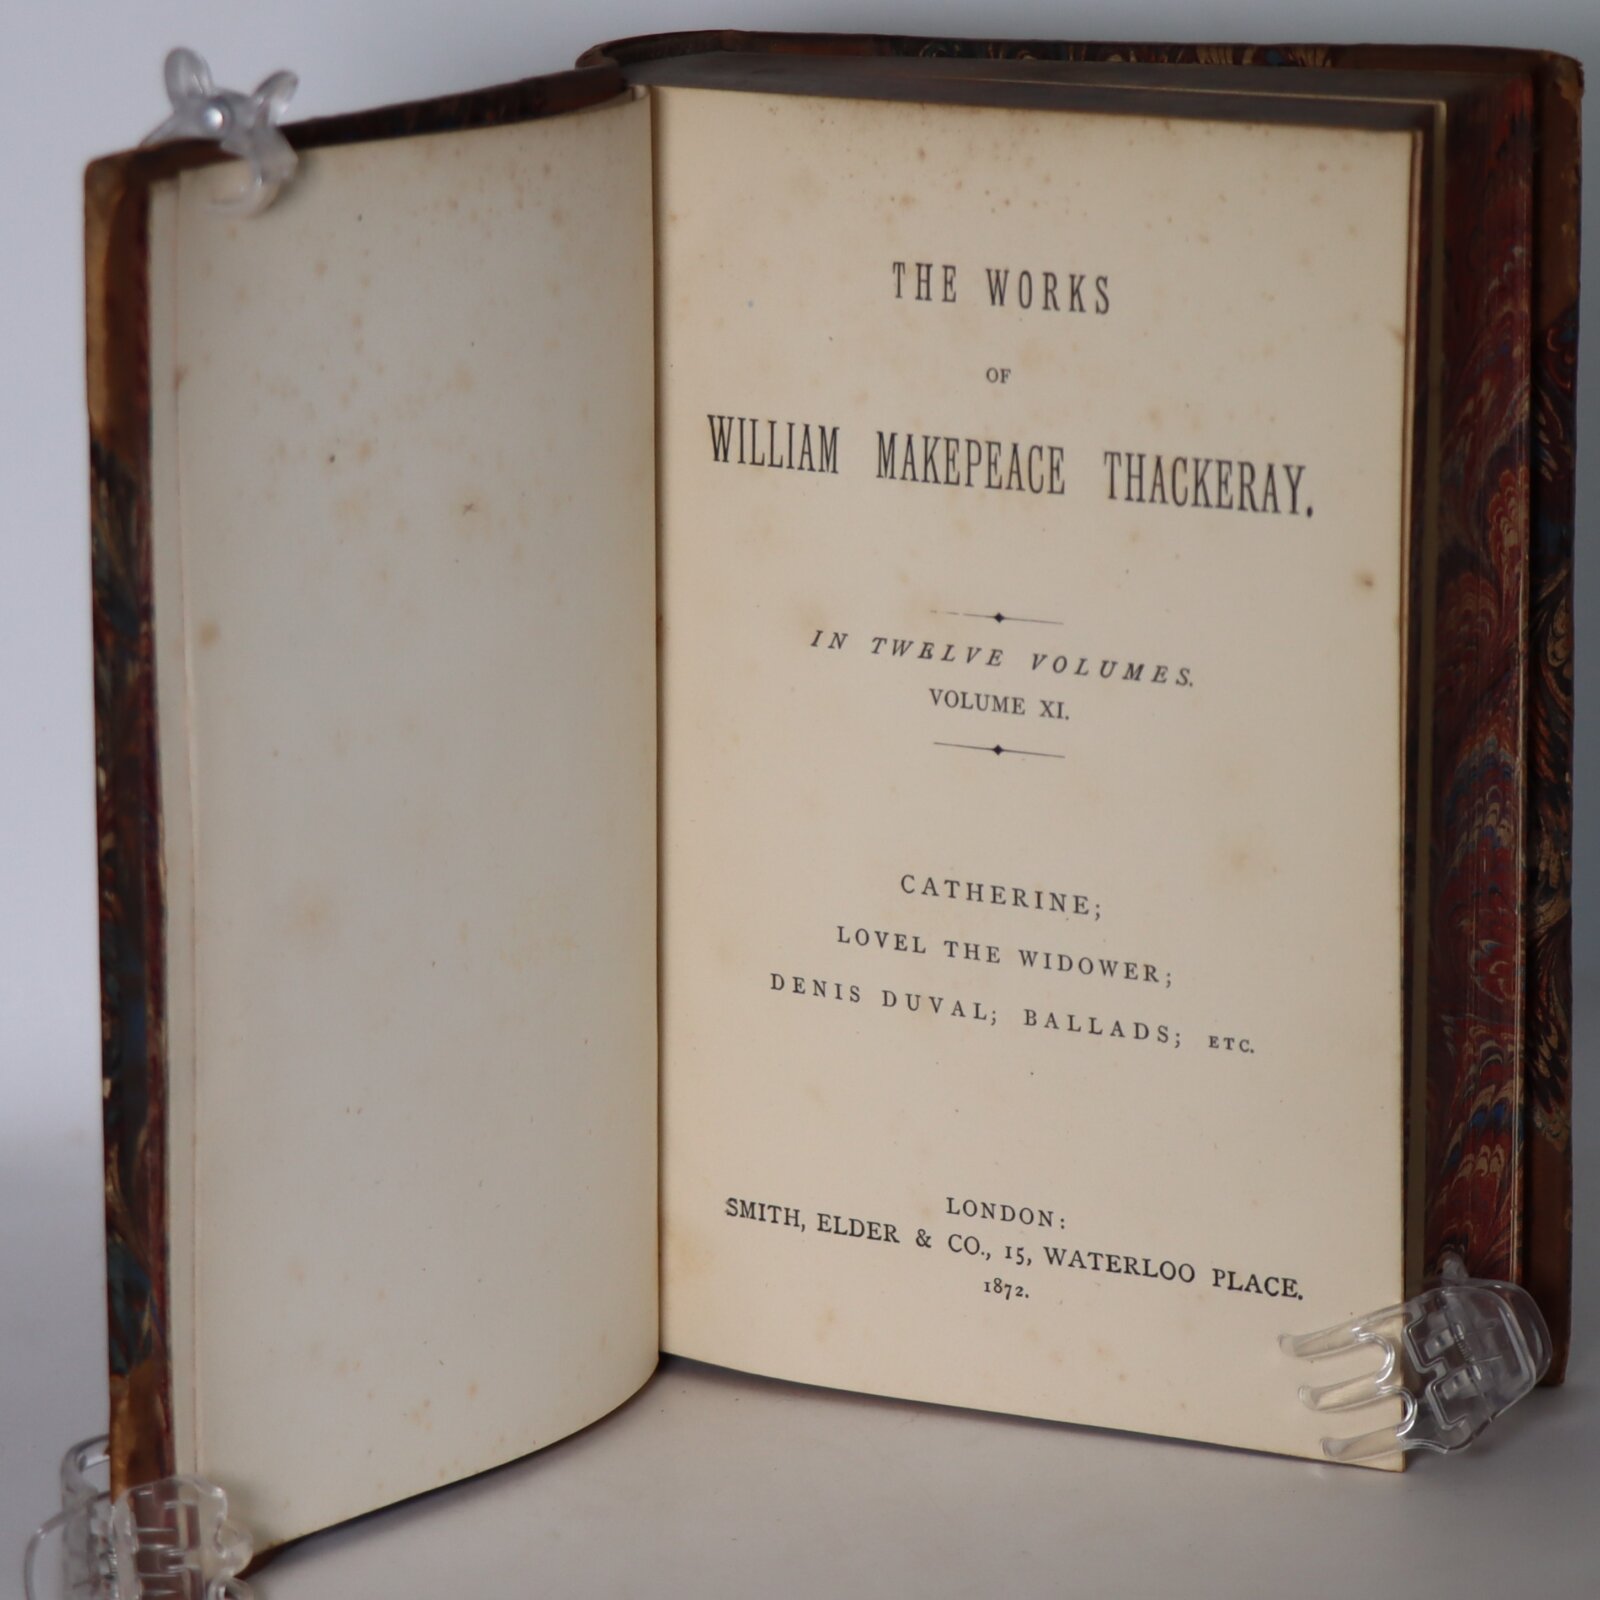 THE WORKS
OF
WILLIAM MAKEPEACE THACKERAY.
IN TWELVE VOLUMES.
VOLUME XI.
CATHERINE;
LOVEL THE WIDOWER;
DENIS DUVAL; BALLADS; ETC.
LONDON:
SMITH, ELDER & CO., 15, WATERLOO PLACE.
1872.